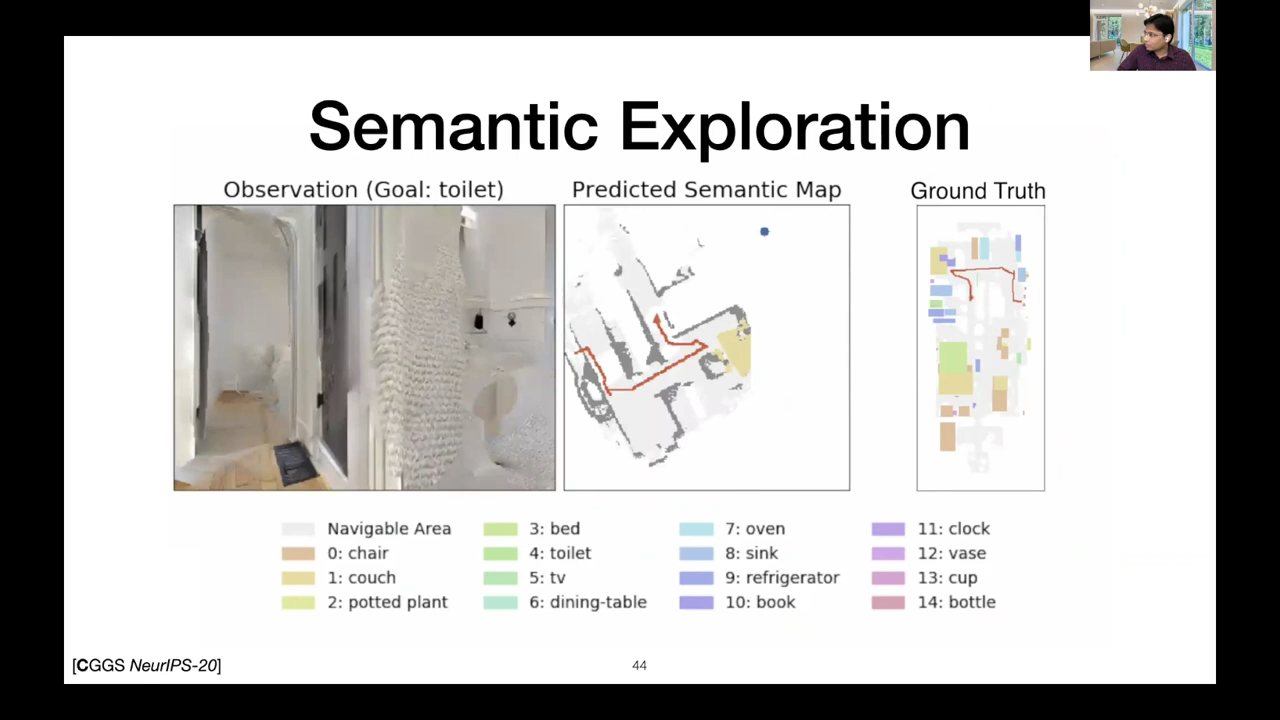 Semantic Exploration
Observation (Goal: toilet)
Predicted Semantic Map
Ground Truth
Navigable Area
0: chair
1: couch
2: potted plant
3: bed
4: toilet
5: tv
6: dining-table
7: oven
8: sink
9: refrigerator
10: book
11: clock
12: vase
13: cup
14: bottle
[CGGS NeurIPS-20]
44